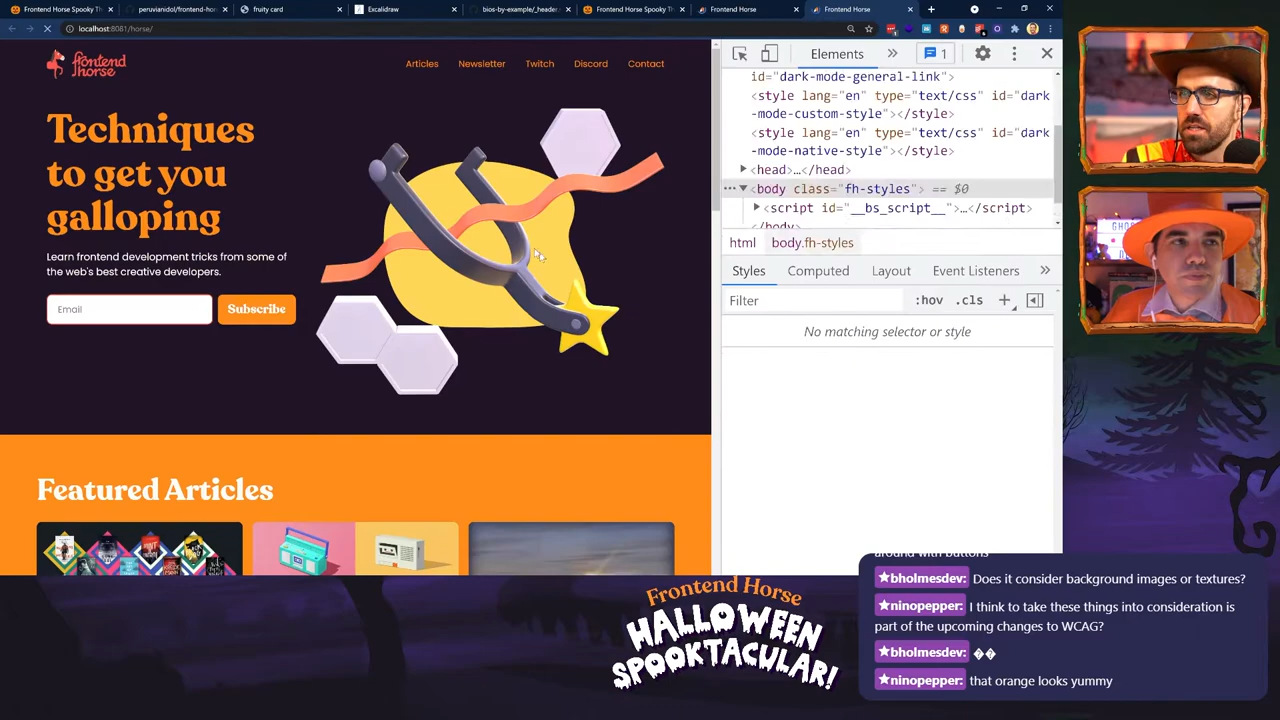 Frontend Horse Spooky Th
peruvianidol/frontend-hor
fruity card
Excalidraw
bios-by-example/_header.
Frontend Horse Spooky Th
Frontend Horse
Frontend Horse
localhost:8081/horse/
frontend
horse
Articles
Newsletter
Twitch
Discord
Contact
Techniques
to get you
galloping
Learn frontend development tricks from some of
the web's best creative developers.
Email
Subscribe
Featured Articles
Elements
1
id="dark-mode-general-link">
<style lang="en" type="text/css" id="dark
-mode-custom-style"></style>
<style lang="en" type="text/css" id="dark
-mode-native-style"></style>
<head>…</head>
<body class="fh-styles"> == $0
<script id="__bs_script__">…</script>
</body>
html
body.fh-styles
Styles
Computed
Layout
Event Listeners
Filter
:hov
.cls
No matching selector or style
Frontend Horse
HALLOWEEN
SPOOKTACULAR!
around with buttons
bholmesdev: Does it consider background images or textures?
ninopepper: I think to take these things into consideration is
part of the upcoming changes to WCAG?
bholmesdev: ��
ninopepper: that orange looks yummy